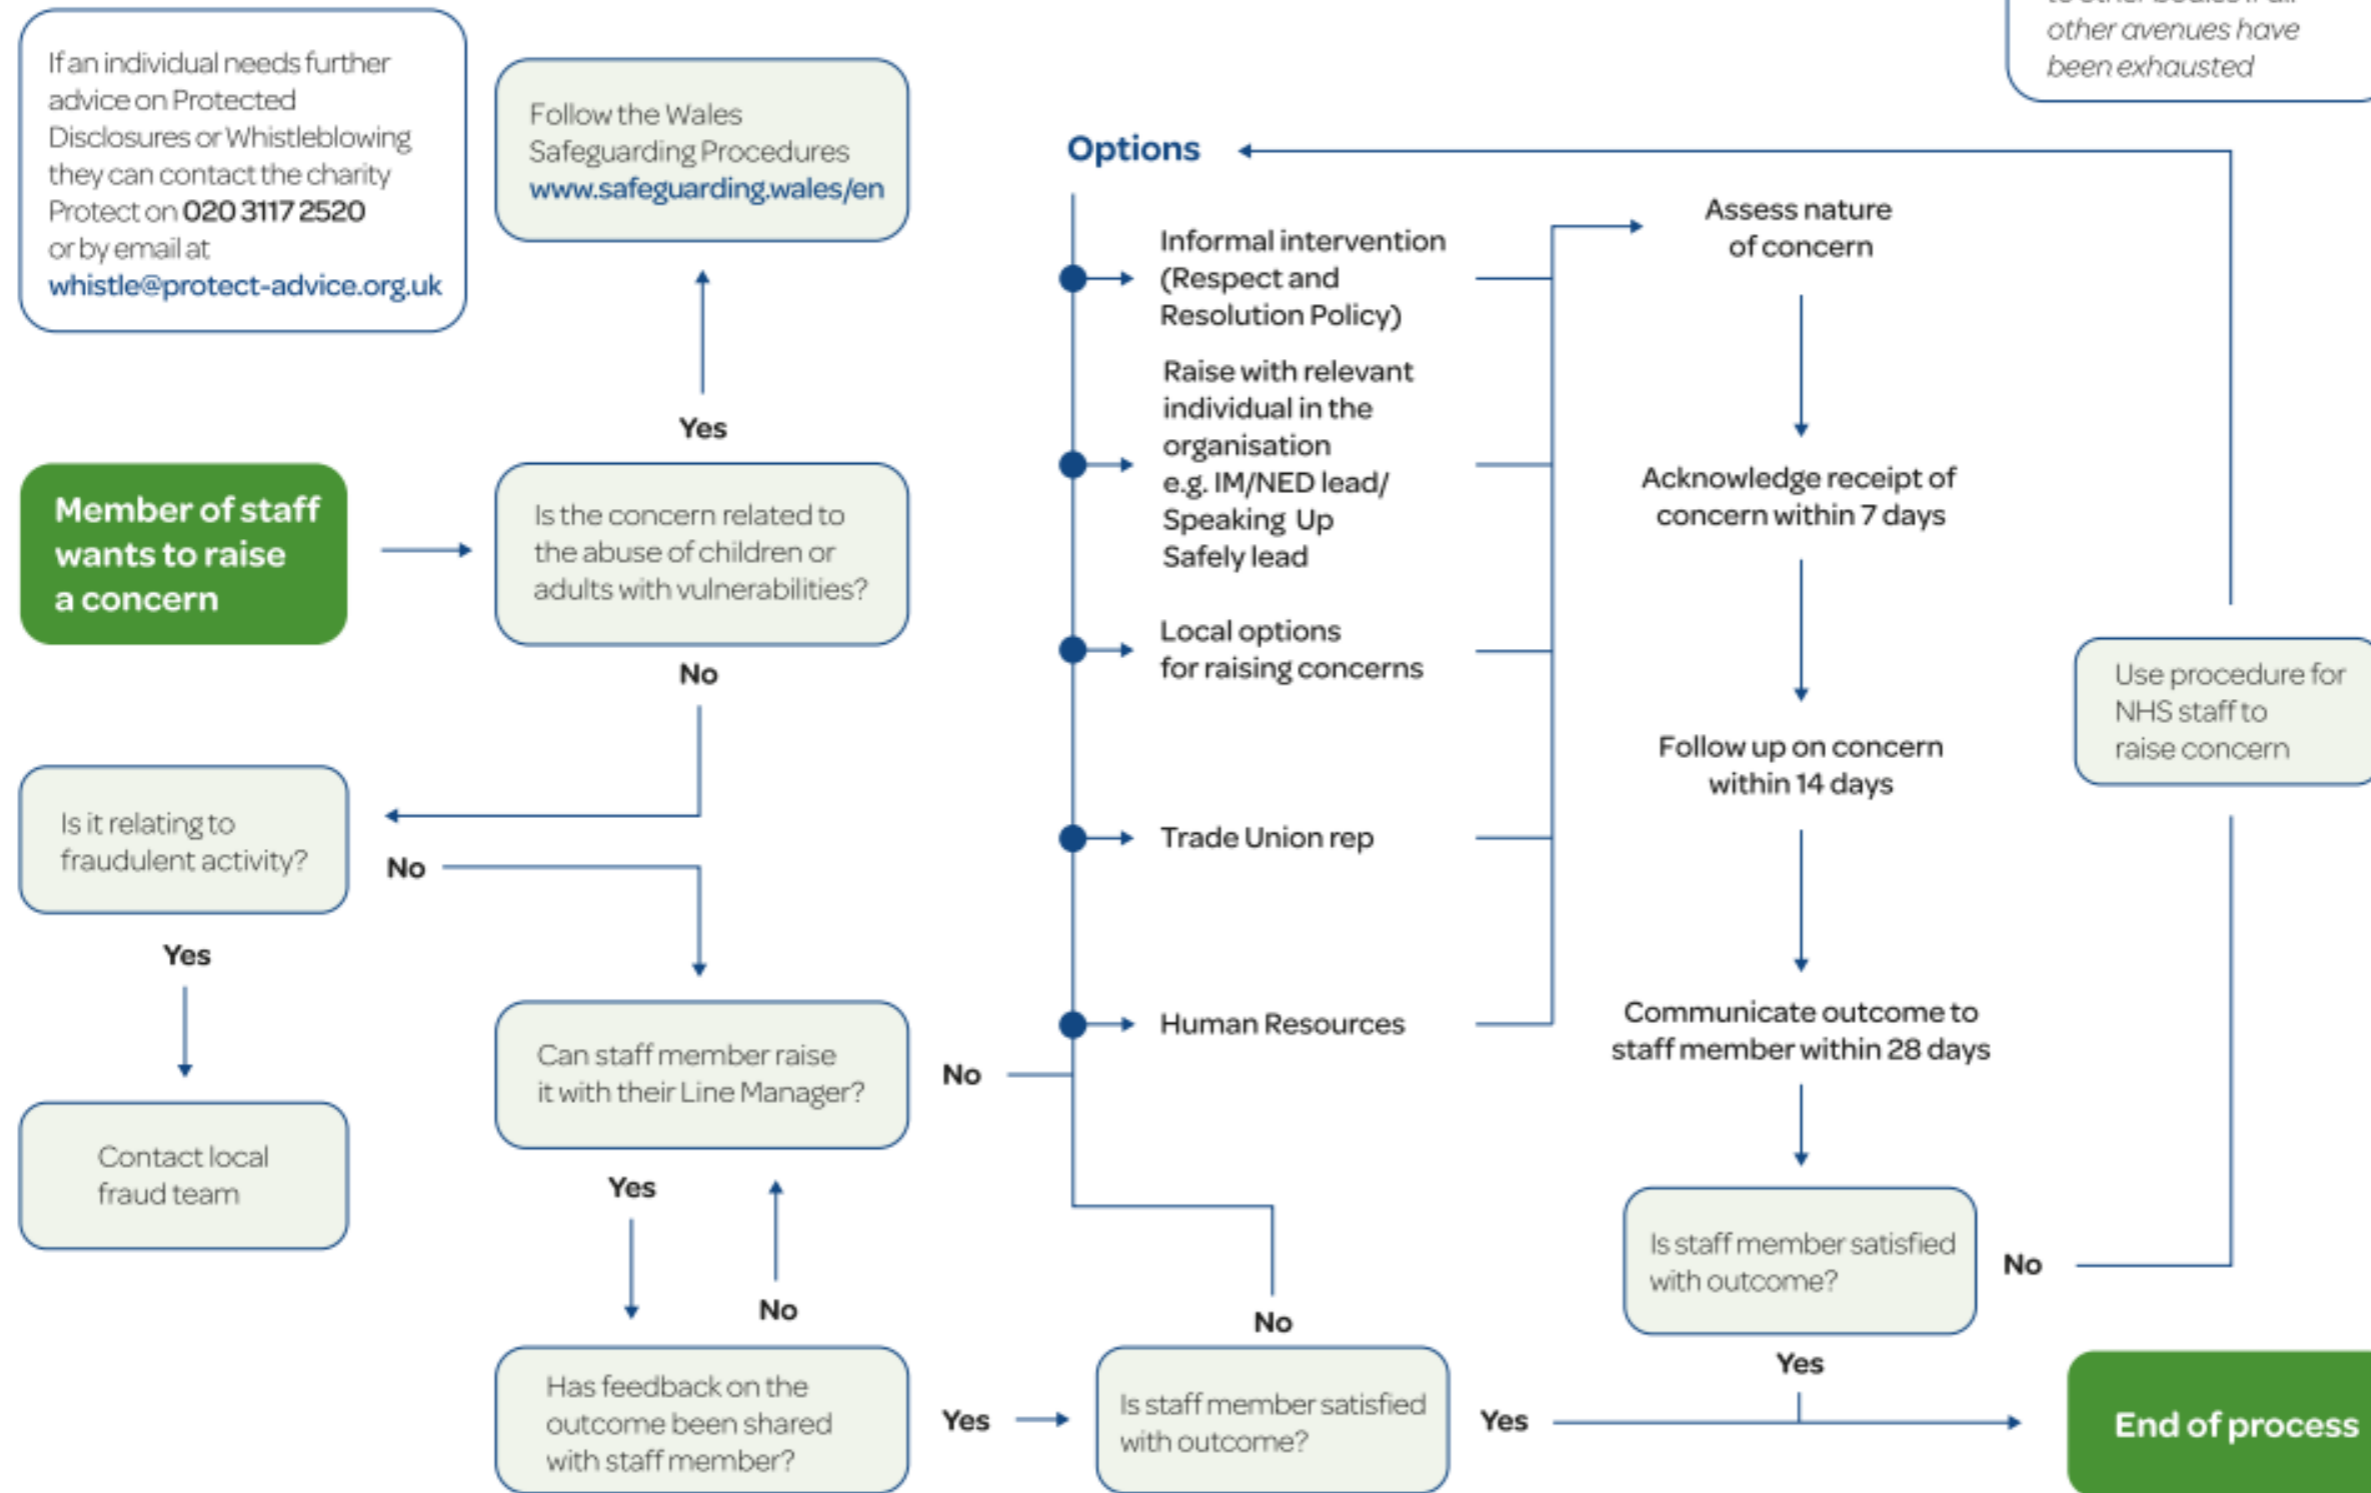 If an individual needs further
advice on Protected
Disclosures or Whistleblowing
they can contact the charity
Protect on 020 3117 2520
or by email at
whistle@protect-advice.org.uk
Follow the Wales
Safeguarding Procedures
www.safeguarding.wales/en
other avenues have
been exhausted
Yes
Member of staff
wants to raise
a concern
Is the concern related to
the abuse of children or
adults with vulnerabilities?
No
Is it relating to
fraudulent activity?
No
Yes
Contact local
fraud team
Can staff member raise
it with their Line Manager?
No
Yes
No
Has feedback on the
outcome been shared
with staff member?
Yes
Options
Informal intervention
(Respect and
Resolution Policy)
Raise with relevant
individual in the
organisation
e.g. IM/NED lead/
Speaking Up
Safely lead
Local options
for raising concerns
Trade Union rep
Human Resources
No
Is staff member satisfied
with outcome?
Yes
Assess nature
of concern
Acknowledge receipt of
concern within 7 days
Follow up on concern
within 14 days
Communicate outcome to
staff member within 28 days
Is staff member satisfied
with outcome?
No
Yes
Use procedure for
NHS staff to
raise concern
End of process